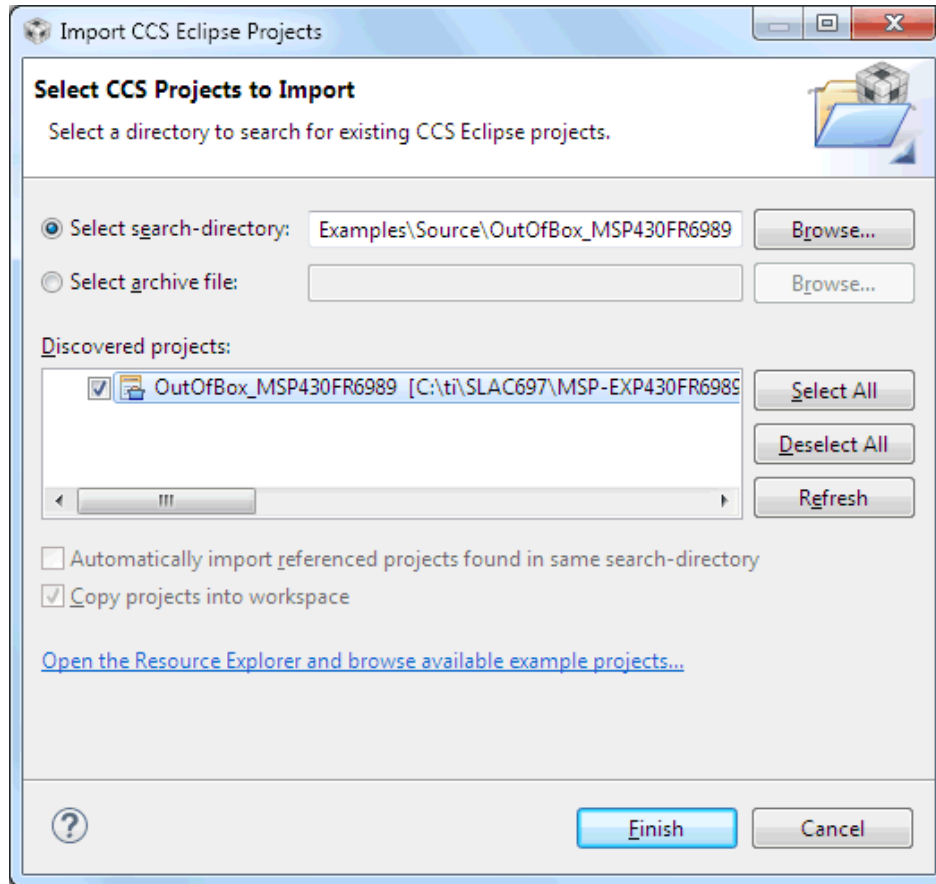 Import CCS Eclipse Projects
Select CCS Projects to Import
Select a directory to search for existing CCS Eclipse projects.
Select search-directory: Examples\Source\OutOfBox_MSP430FR6989 Browse...
Select archive file: Browse...
Discovered projects:
OutOfBox_MSP430FR6989 [C:\ti\SLAC697\MSP-EXP430FR6989 Select All
Deselect All
Refresh
Automatically import referenced projects found in same search-directory
Copy projects into workspace
Open the Resource Explorer and browse available example projects...
? Finish Cancel